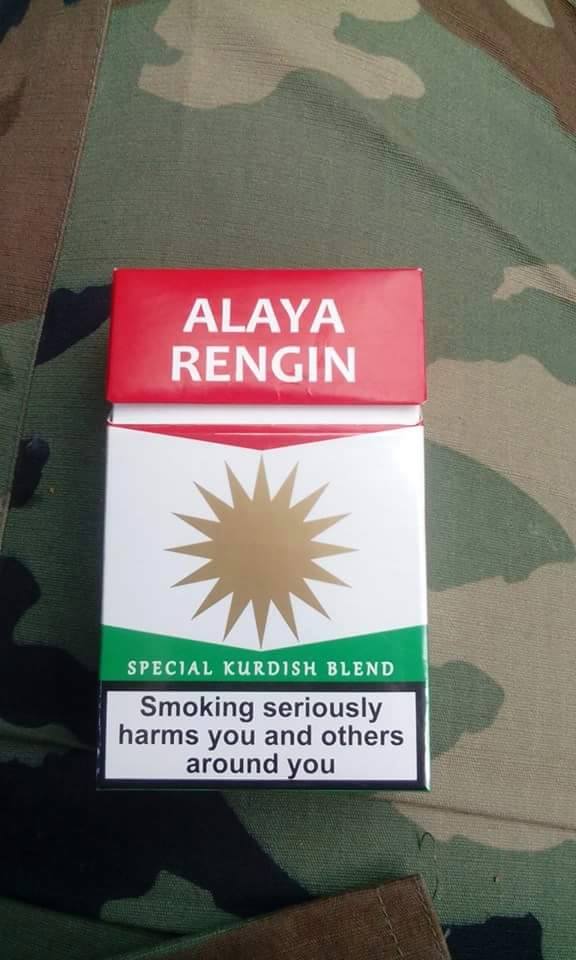 ALAYA
RENGIN
SPECIAL KURDISH BLEND
Smoking seriously
harms you and others
around you